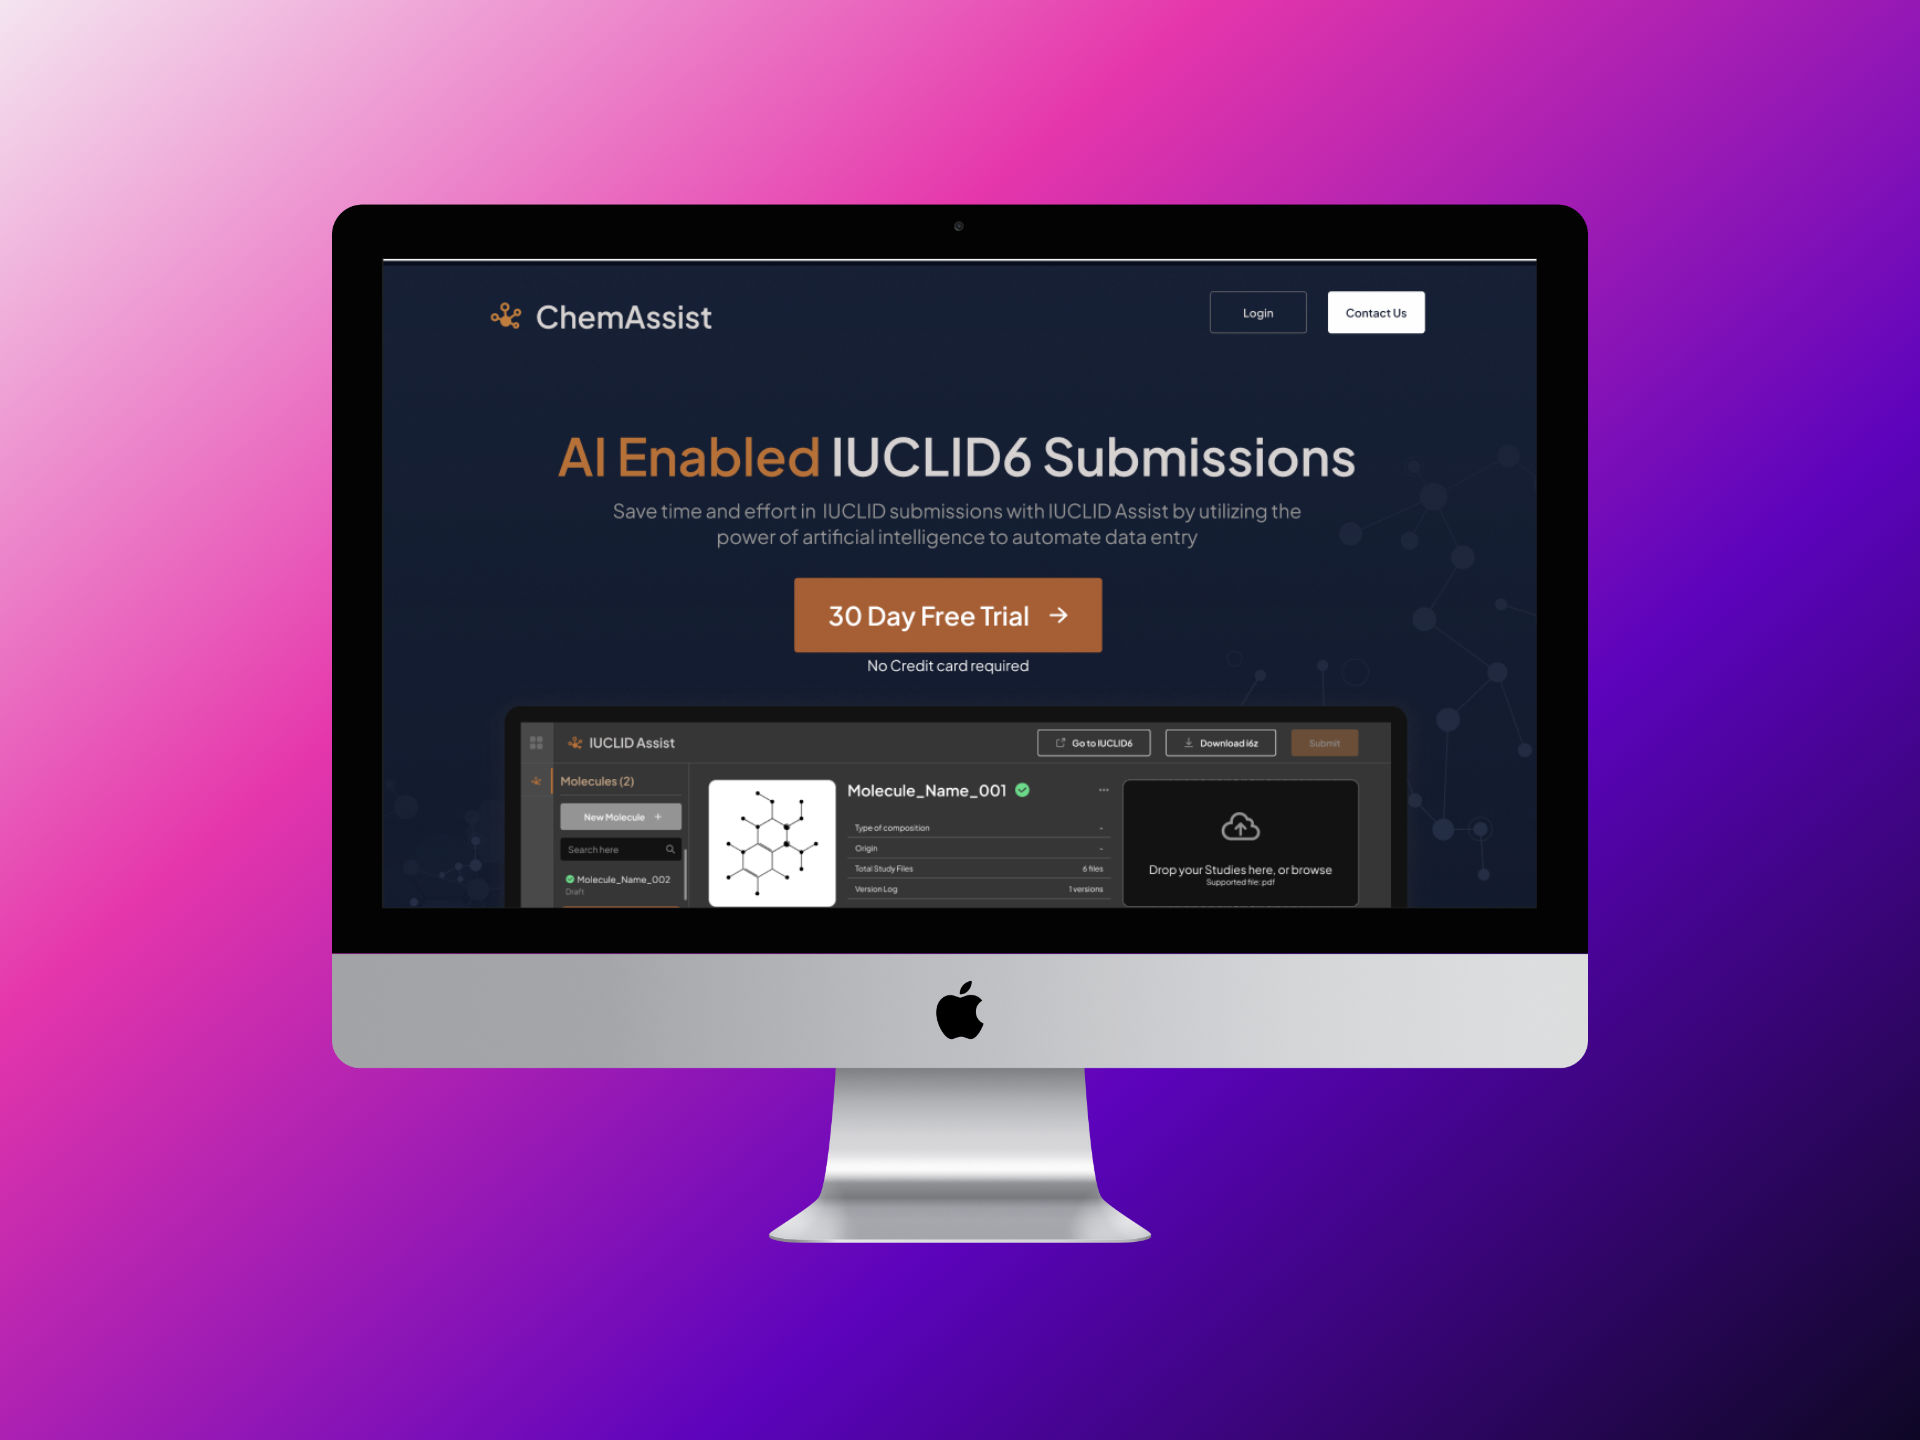 ChemAssist
Login
Contact Us
AI Enabled IUCLID6 Submissions
Save time and effort in IUCLID submissions with IUCLID Assist by utilizing the
power of artificial intelligence to automate data entry
30 Day Free Trial
No Credit card required
IUCLID Assist
Go to IUCLID6
Download i6z
Submit
Molecules (2)
New Molecule +
Search here
Molecule_Name_002
Draft
Molecule_Name_001
Type of composition -
Origin -
Total Study Files 6 files
Version Log 1 versions
Drop your Studies here, or browse
Supported file: pdf